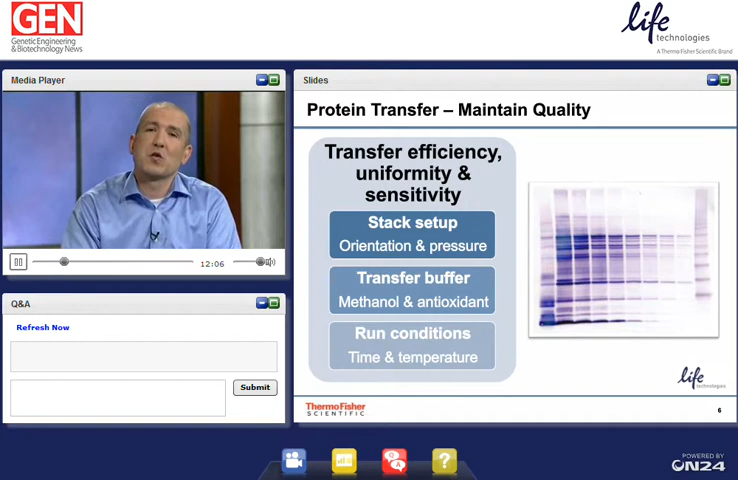 GEN
Genetic Engineering
& Biotechnology News
life
technologies
A Thermo Fisher Scientific Brand
Media Player
12:06
Q&A
Refresh Now
Submit
Slides
Protein Transfer – Maintain Quality
Transfer efficiency,
uniformity &
sensitivity
Stack setup
Orientation & pressure
Transfer buffer
Methanol & antioxidant
Run conditions
Time & temperature
life
technologies
ThermoFisher
SCIENTIFIC
6
Q
A
?
POWERED BY
ON24